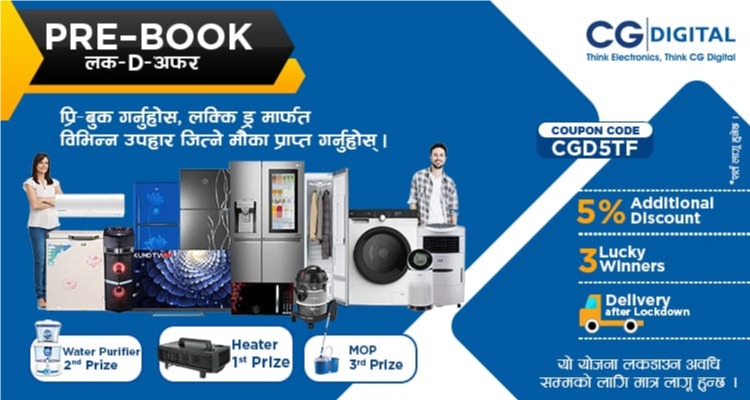 PRE-BOOK
लक-D-अफर
CG DIGITAL
Think Electronics, Think CG Digital
प्रि-बुक गर्नुहोस, लक्कि ड्र मार्फत
विभिन्न उपहार जित्ने मौका प्राप्त गर्नुहोस् ।
COUPON CODE
CGD5TF
*शर्त लागू हुनेछ ।
5% Additional
Discount
3 Lucky
Winners
Delivery
after Lockdown
Water Purifier
2nd Prize
Heater
1st Prize
MOP
3rd Prize
यो योजना लकडाउन अवधि
सम्मको लागि मात्र लागू हुन्छ ।